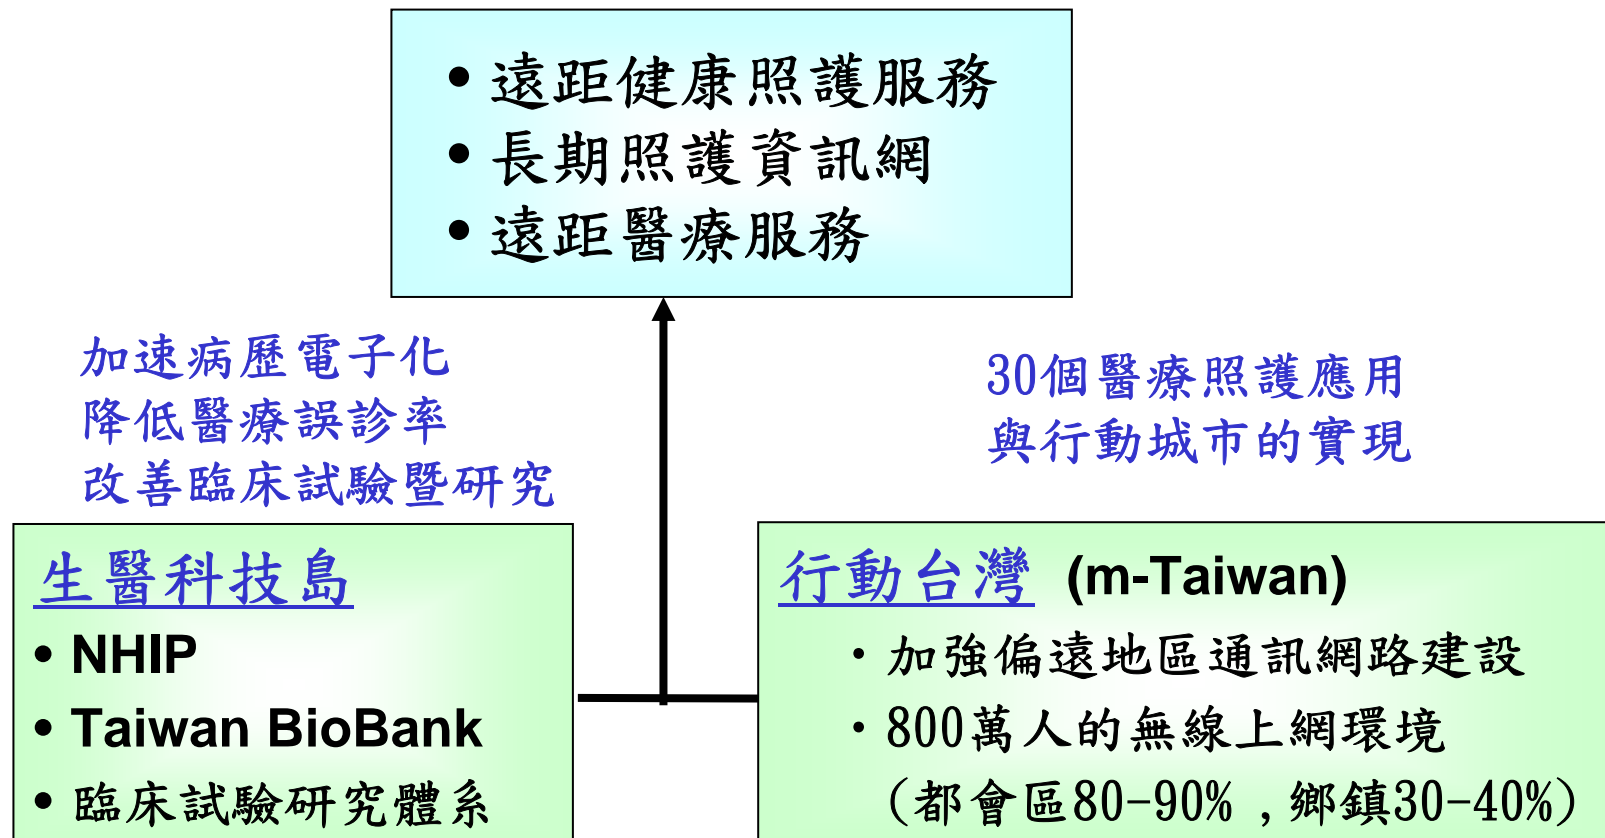 • 遠距健康照護服務
• 長期照護資訊網
• 遠距醫療服務
加速病歷電子化
降低醫療誤診率
改善臨床試驗暨研究
30個醫療照護應用
與行動城市的實現
生醫科技島
• NHIP
• Taiwan BioBank
• 臨床試驗研究體系
行動台灣 (m-Taiwan)
・加強偏遠地區通訊網路建設
・800萬人的無線上網環境
(都會區80-90% ,鄉鎮30-40%)